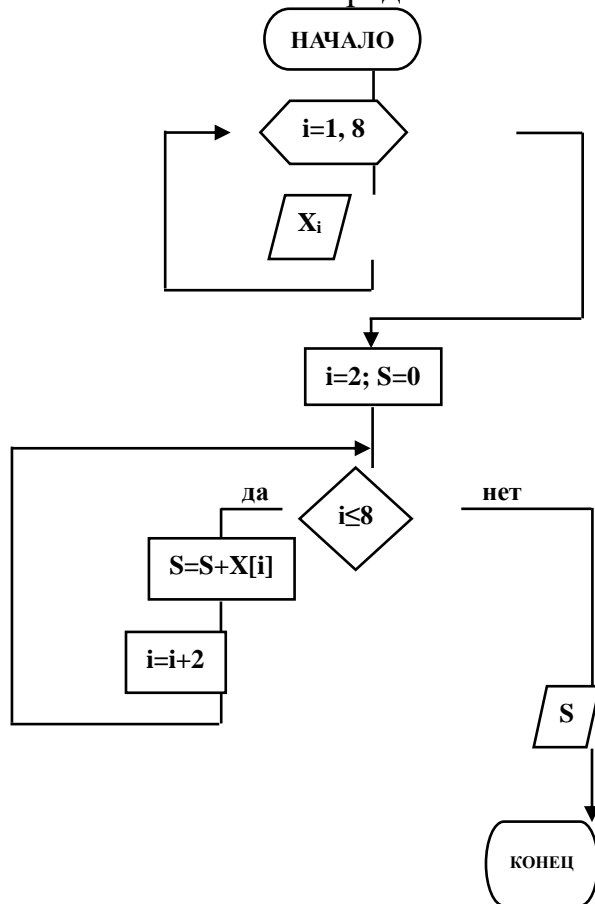 НАЧАЛО
i=1, 8
Xi
i=2; S=0
да
нет
i≤8
S=S+X[i]
i=i+2
S
КОНЕЦ